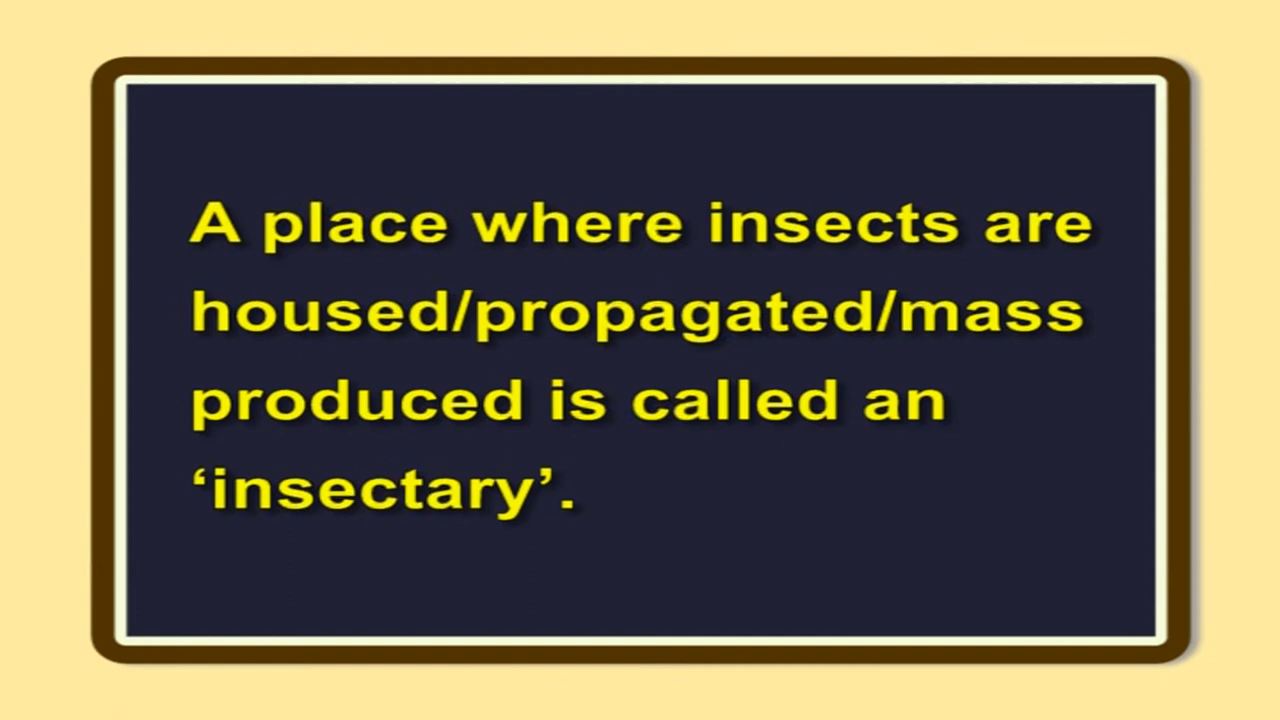 A place where insects are
housed/propagated/mass
produced is called an
‘insectary’.